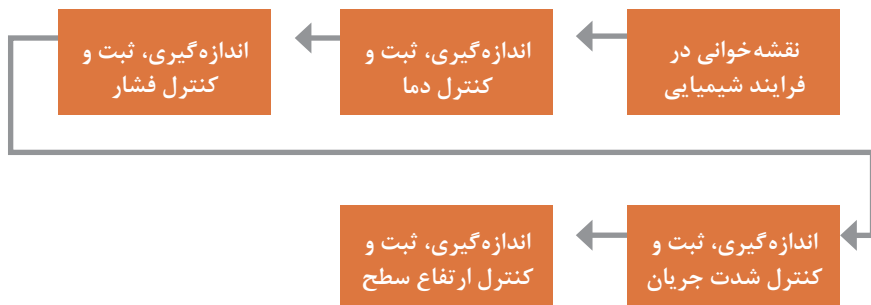 نقشه‌خوانی در
فرایند شیمیایی
اندازه‌گیری، ثبت و
کنترل دما
اندازه‌گیری، ثبت و
کنترل فشار
اندازه‌گیری، ثبت و
کنترل شدت جریان
اندازه‌گیری، ثبت و
کنترل ارتفاع سطح